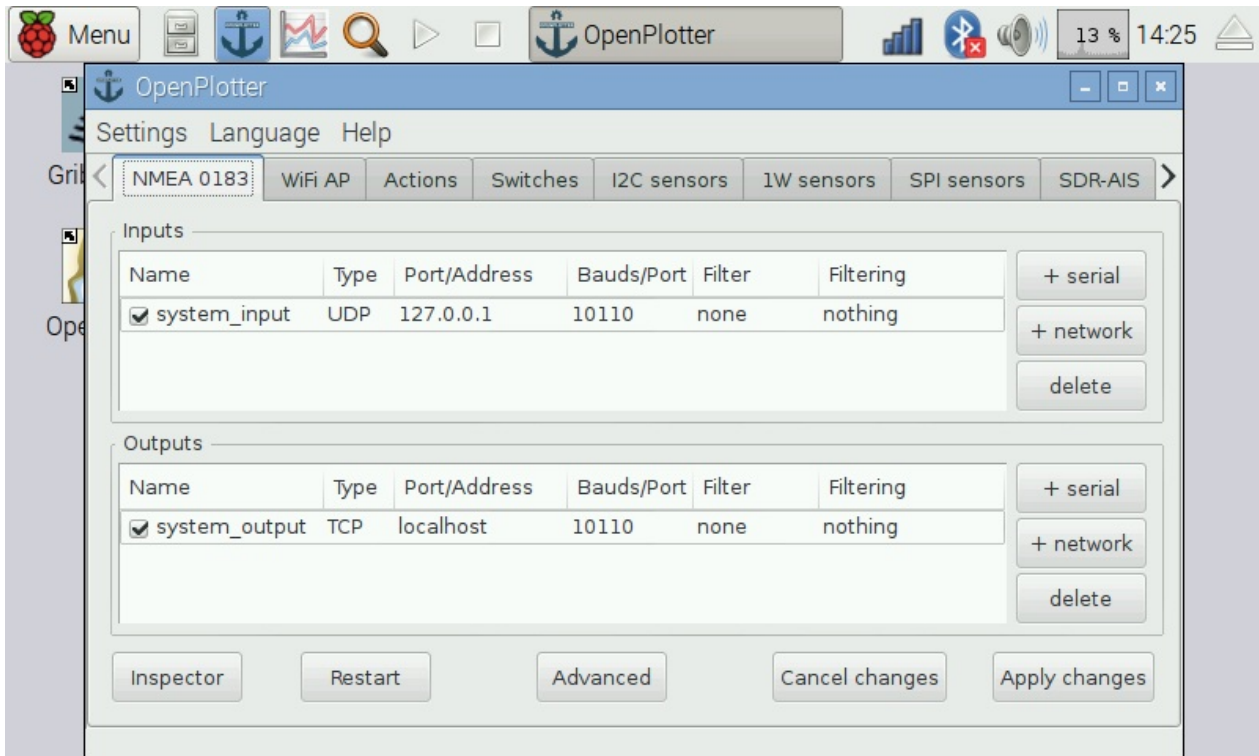 Menu OpenPlotter 13 % 14:25
OpenPlotter
Settings Language Help
NMEA 0183 WiFi AP Actions Switches I2C sensors 1W sensors SPI sensors SDR-AIS
Inputs
Name Type Port/Address Bauds/Port Filter Filtering
system_input UDP 127.0.0.1 10110 none nothing
+ serial
+ network
delete
Outputs
Name Type Port/Address Bauds/Port Filter Filtering
system_output TCP localhost 10110 none nothing
+ serial
+ network
delete
Inspector Restart Advanced Cancel changes Apply changes